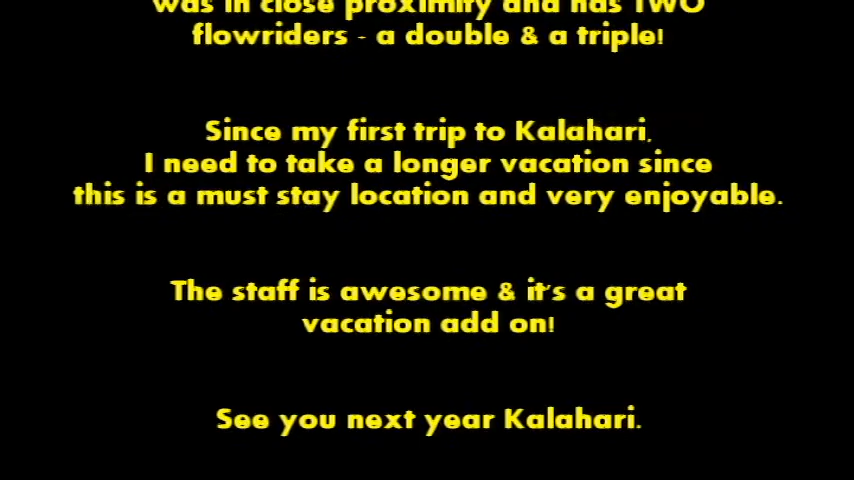 was in close proximity and has TWO
flowriders - a double & a triple!
Since my first trip to Kalahari,
I need to take a longer vacation since
this is a must stay location and very enjoyable.
The staff is awesome & it's a great
vacation add on!
See you next year Kalahari.